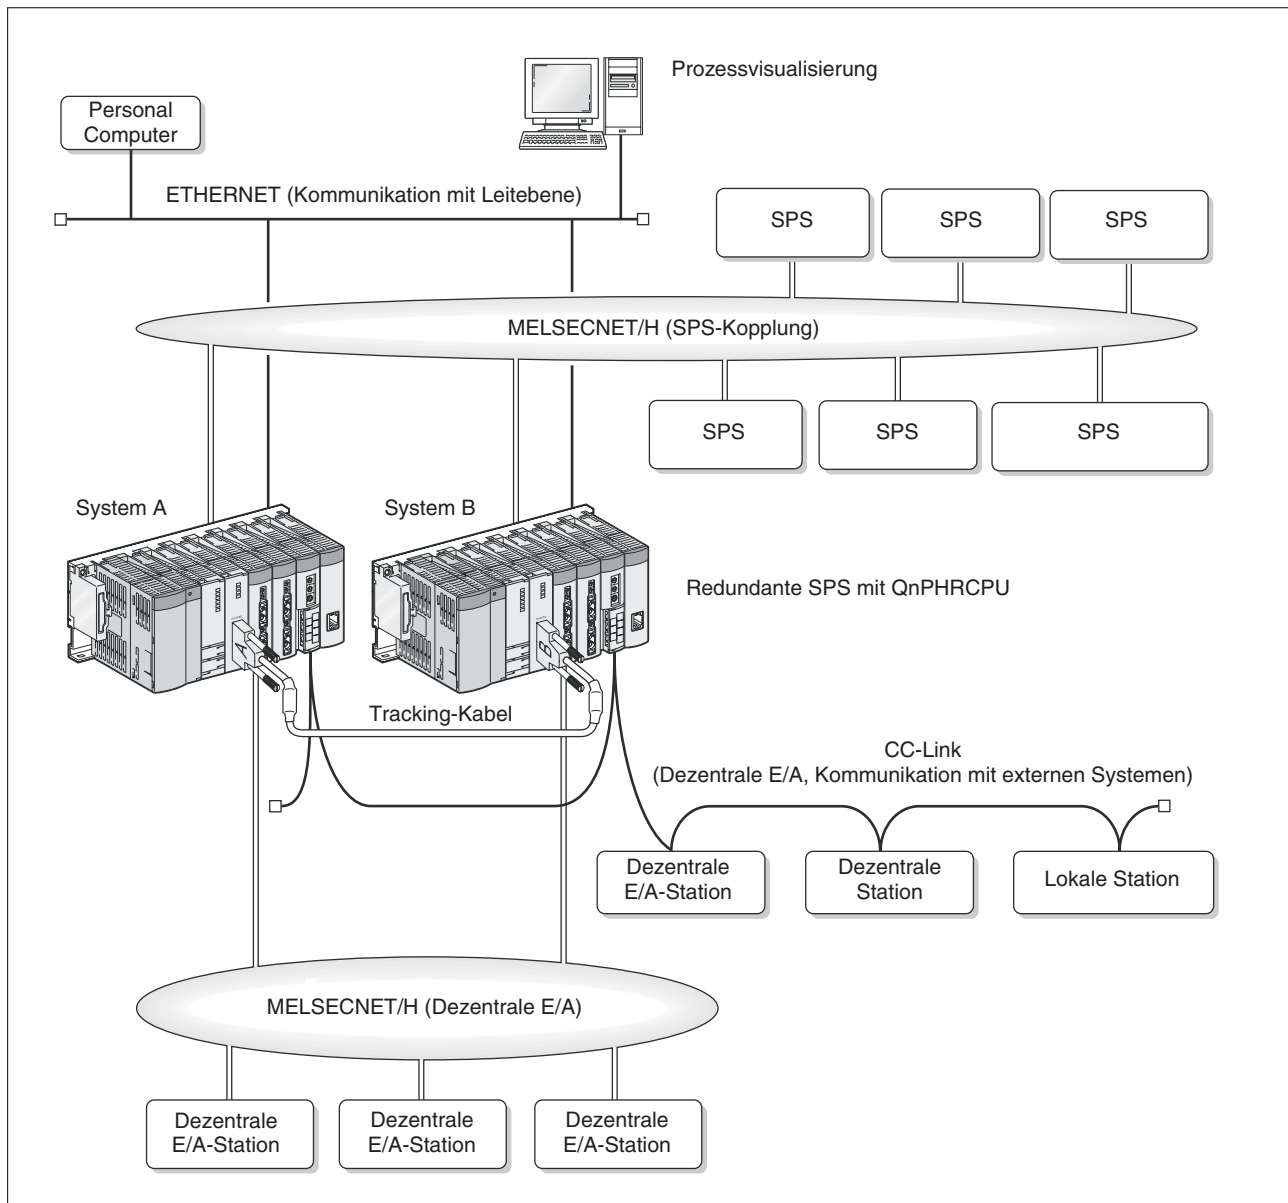 Prozessvisualisierung
Personal
Computer
ETHERNET (Kommunikation mit Leitebene)
SPS
SPS
SPS
MELSECNET/H (SPS-Kopplung)
SPS
SPS
SPS
System A
System B
Redundante SPS mit QnPHRCPU
A
B
Tracking-Kabel
CC-Link
(Dezentrale E/A, Kommunikation mit externen Systemen)
Dezentrale
E/A-Station
Dezentrale
Station
Lokale Station
MELSECNET/H (Dezentrale E/A)
Dezentrale
E/A-Station
Dezentrale
E/A-Station
Dezentrale
E/A-Station